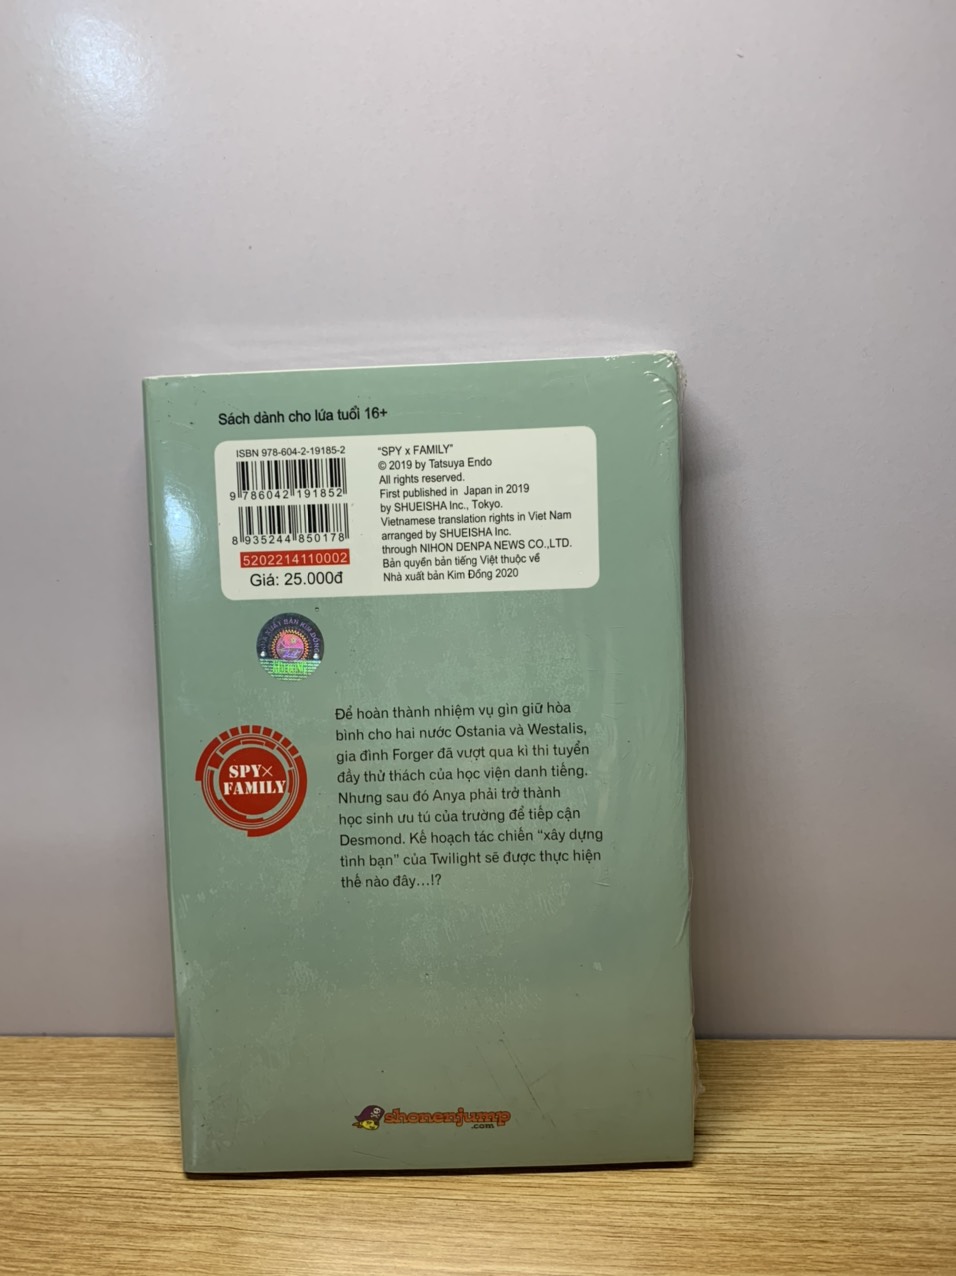 Sách dành cho lứa tuổi 16+
ISBN 978-604-2-19185-2
9 786042 191852
8 935244 850178
5202214110002
Giá: 25.000đ
"SPY x FAMILY"
© 2019 by Tatsuya Endo
All rights reserved.
First published in Japan in 2019
by SHUEISHA Inc., Tokyo.
Vietnamese translation rights in Viet Nam
arranged by SHUEISHA Inc.
through NIHON DENPA NEWS CO.,LTD.
Bản quyền bản tiếng Việt thuộc về
Nhà xuất bản Kim Đồng 2020
XUẤT BẢN KIM ĐỒNG
SPY×
FAMILY
Để hoàn thành nhiệm vụ gìn giữ hòa
bình cho hai nước Ostania và Westalis,
gia đình Forger đã vượt qua kì thi tuyển
đầy thử thách của học viện danh tiếng.
Nhưng sau đó Anya phải trở thành
học sinh ưu tú của trường để tiếp cận
Desmond. Kế hoạch tác chiến "xây dựng
tình bạn" của Twilight sẽ được thực hiện
thế nào đây...!?
shonenjump
.com